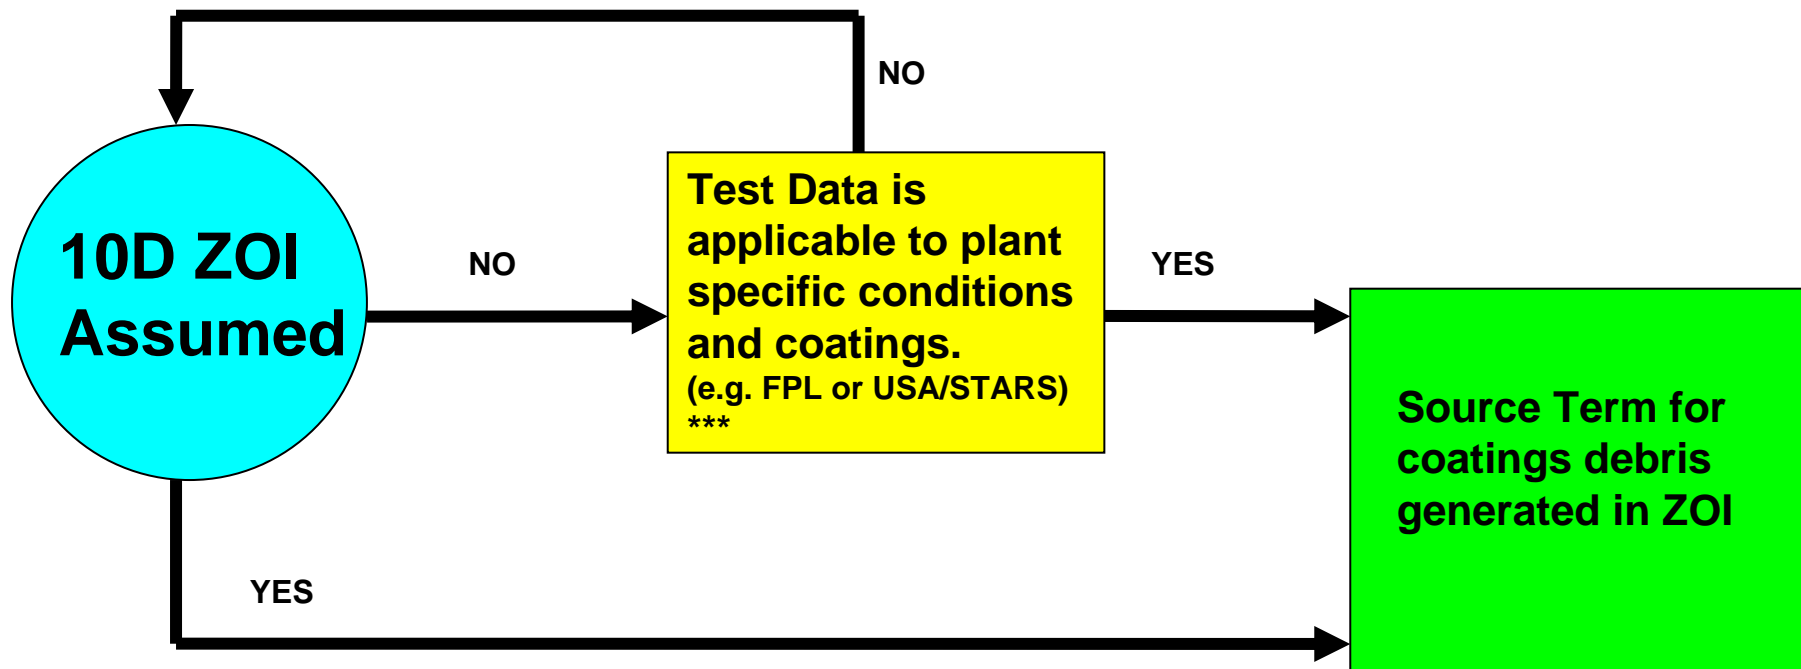 NO
10D ZOI
Assumed
NO
Test Data is
applicable to plant
specific conditions
and coatings.
(e.g. FPL or USA/STARS)
***
YES
Source Term for
coatings debris
generated in ZOI
YES